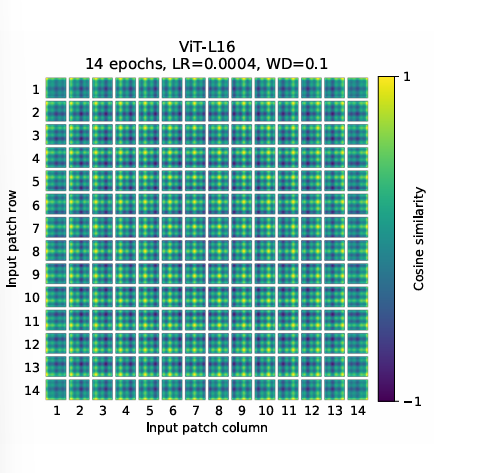 ViT-L16
14 epochs, LR=0.0004, WD=0.1
1
2
3
4
5
6
7
8
9
10
11
12
13
14
Input patch row
1 2 3 4 5 6 7 8 9 10 11 12 13 14
Input patch column
1
−1
Cosine similarity